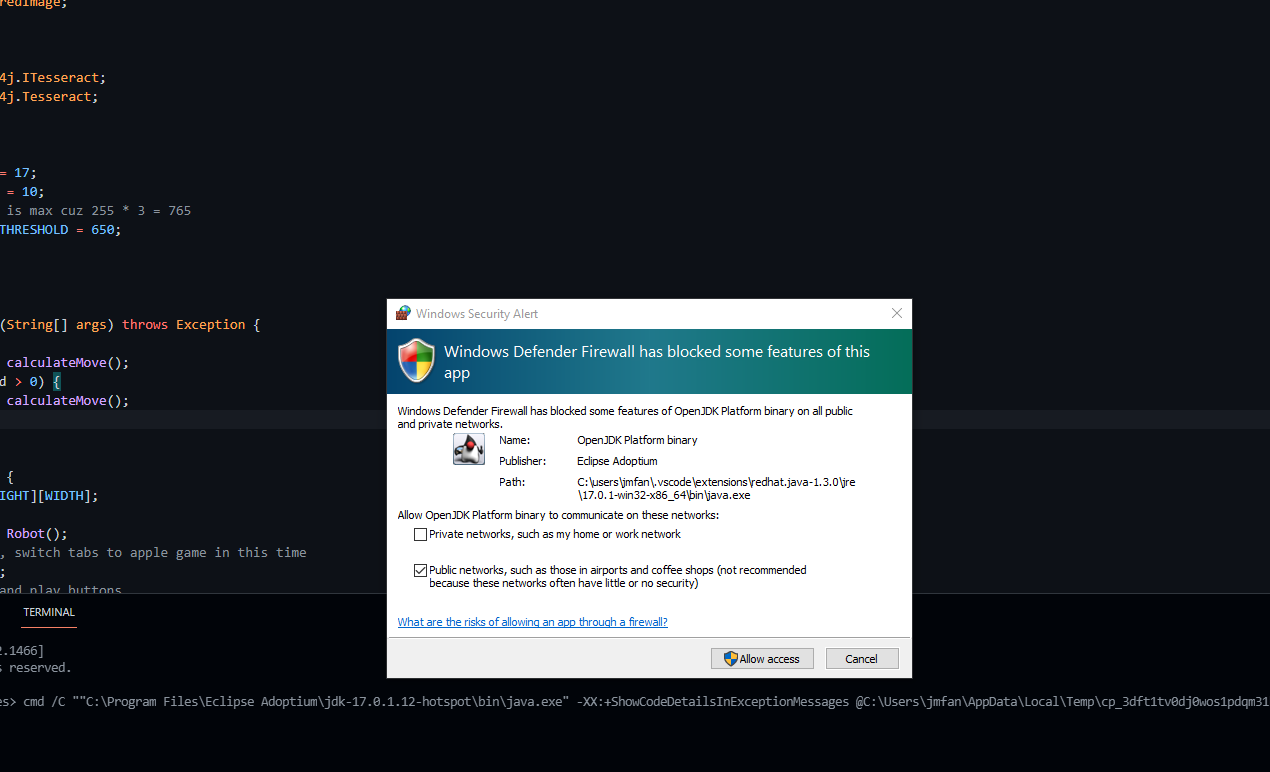 redImage;
4j.ITesseract;
4j.Tesseract;
= 17;
= 10;
is max cuz 255 * 3 = 765
THRESHOLD = 650;
(String[] args) throws Exception {
calculateMove();
d > 0) {
calculateMove();
{
IGHT][WIDTH];
Robot();
, switch tabs to apple game in this time
;
and play buttons
Windows Security Alert
Windows Defender Firewall has blocked some features of this
app
Windows Defender Firewall has blocked some features of OpenJDK Platform binary on all public
and private networks.
Name: OpenJDK Platform binary
Publisher: Eclipse Adoptium
Path: C:\users\jmfan\.vscode\extensions\redhat.java-1.3.0\jre
\17.0.1-win32-x86_64\bin\java.exe
Allow OpenJDK Platform binary to communicate on these networks:
Private networks, such as my home or work network
Public networks, such as those in airports and coffee shops (not recommended
because these networks often have little or no security)
What are the risks of allowing an app through a firewall?
Allow access Cancel
TERMINAL
2.1466]
s reserved.
es> cmd /C ""C:\Program Files\Eclipse Adoptium\jdk-17.0.1.12-hotspot\bin\java.exe" -XX:+ShowCodeDetailsInExceptionMessages @C:\Users\jmfan\AppData\Local\Temp\cp_3dft1tv0dj0wos1pdqm31